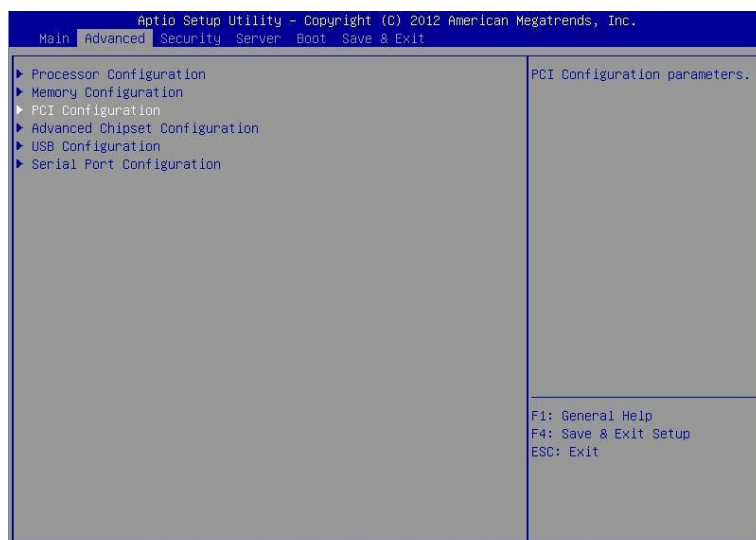 Aptio Setup Utility – Copyright (C) 2012 American Megatrends, Inc.
Main Advanced Security Server Boot Save & Exit
Processor Configuration
Memory Configuration
PCI Configuration
Advanced Chipset Configuration
USB Configuration
Serial Port Configuration
PCI Configuration parameters.
F1: General Help
F4: Save & Exit Setup
ESC: Exit